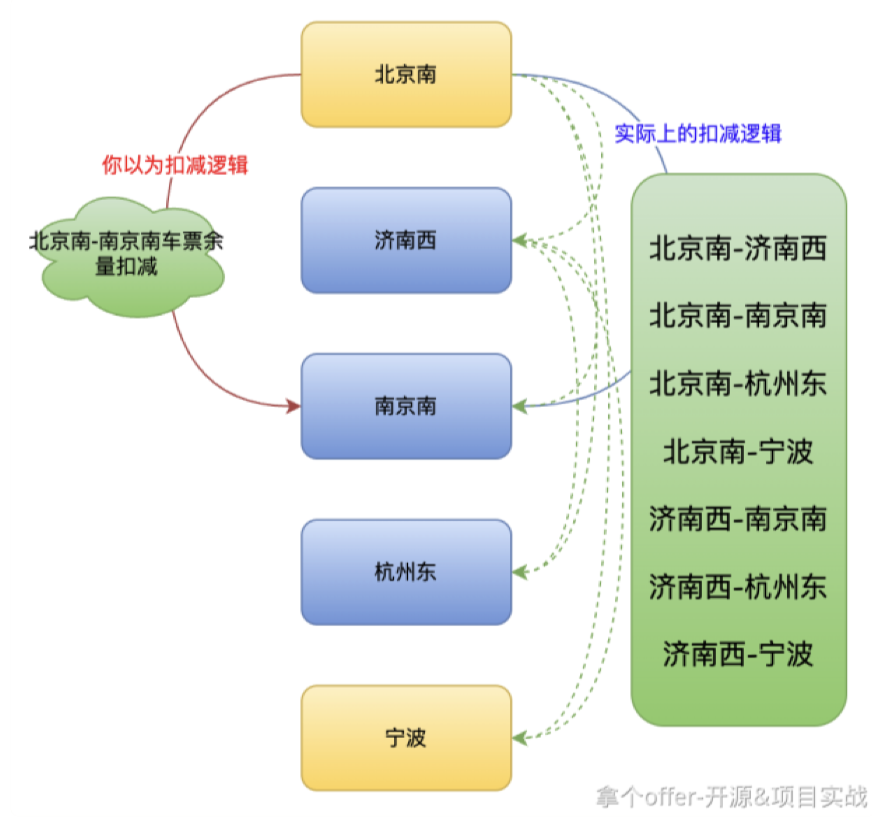 北京南
实际上的扣减逻辑
你以为扣减逻辑
北京南-南京南车票余
量扣减
济南西
南京南
杭州东
宁波
北京南-济南西
北京南-南京南
北京南-杭州东
北京南-宁波
济南西-南京南
济南西-杭州东
济南西-宁波
拿个offer-开源&项目实战